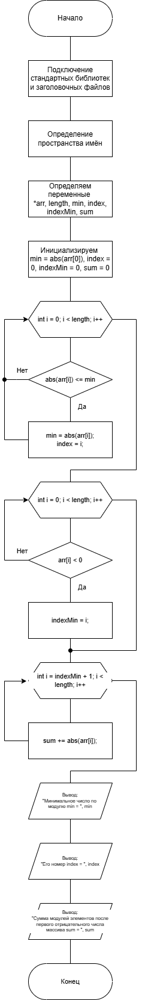 Начало
Подключение
стандартных библиотек
и заголовочных файлов
Определение
пространства имён
Определяем
переменные
*arr, length, min, index,
indexMin, sum
Инициализируем
min = abs(arr[0]), index =
0, indexMin = 0, sum = 0
int i = 0; i < length; i++
Нет
abs(arr[i]) <= min
Да
min = abs(arr[i]);
index = i;
int i = 0; i < length; i++
Нет
arr[i] < 0
Да
indexMin = i;
int i = indexMin + 1; i <
length; i++
sum += abs(arr[i]);
Вывод:
"Минимальное число по
модулю min = ", min
Вывод:
"Его номер index = ", index
Вывод:
"Сумма модулей элементов после
первого отрицательного числа
массива sum = ", sum
Конец